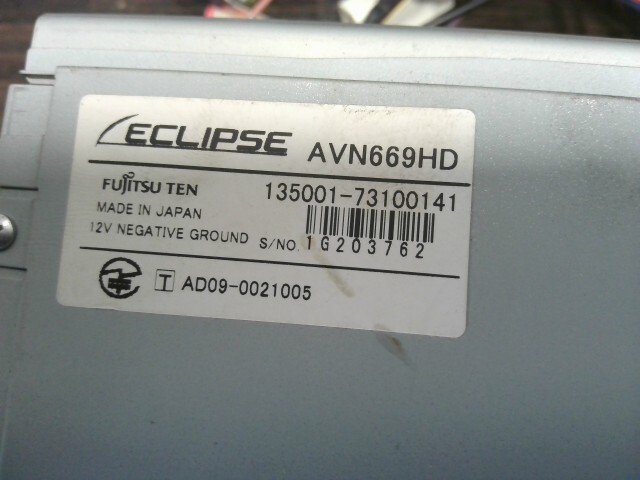 ECLIPSE AVN669HD
FUJITSU TEN 135001-73100141
MADE IN JAPAN
12V NEGATIVE GROUND S/NO. 1G203762
T AD09-0021005